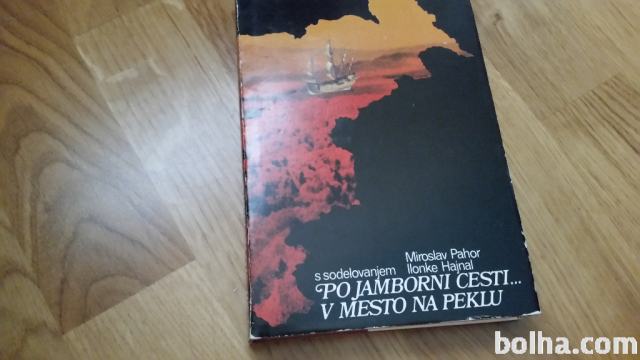 Miroslav Pahor
s sodelovanjem Ilonke Hajnal
PO JAMBORNI CESTI...
V MESTO NA PEKLU
bolha.com